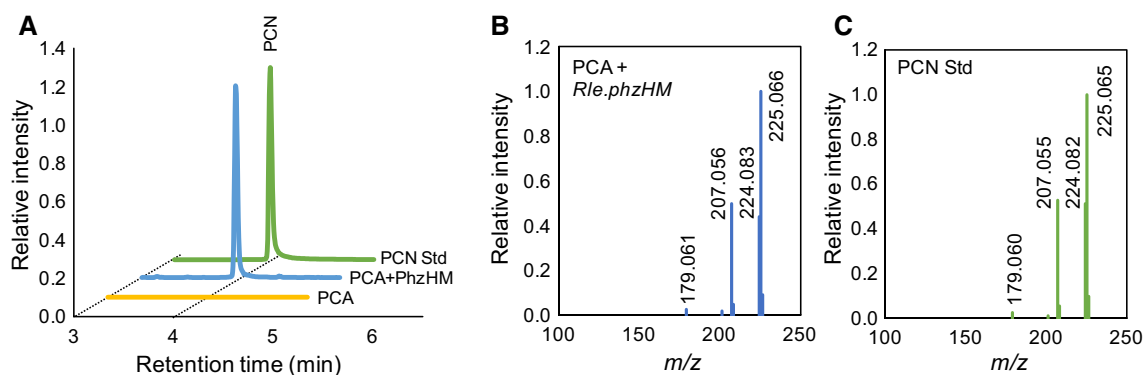 A
Relative intensity
1.4
1.2
1.0
0.8
0.6
0.4
0.2
0.0
3
4
5
6
Retention time (min)
PCN
PCN Std
PCA+PhzHM
PCA
B
Relative intensity
1.2
1.0
0.8
0.6
0.4
0.2
0.0
100
150
200
250
m/z
PCA +
Rle.phzHM
179.061
207.056
224.083
225.066
C
Relative intensity
1.2
1.0
0.8
0.6
0.4
0.2
0.0
100
150
200
250
m/z
PCN Std
179.060
207.055
224.082
225.065